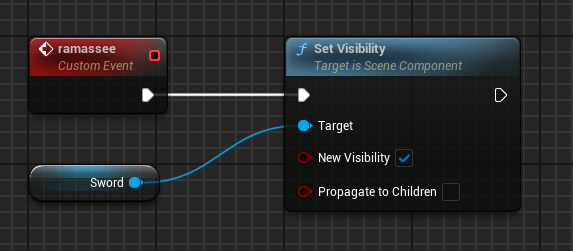 ramassee
Custom Event
Set Visibility
Target is Scene Component
Target
Sword
New Visibility
Propagate to Children